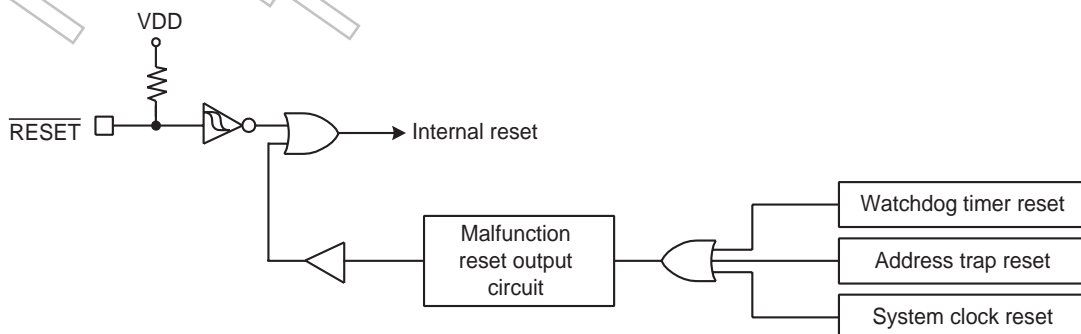 VDD
RESET
Internal reset
Malfunction
reset output
circuit
Watchdog timer reset
Address trap reset
System clock reset